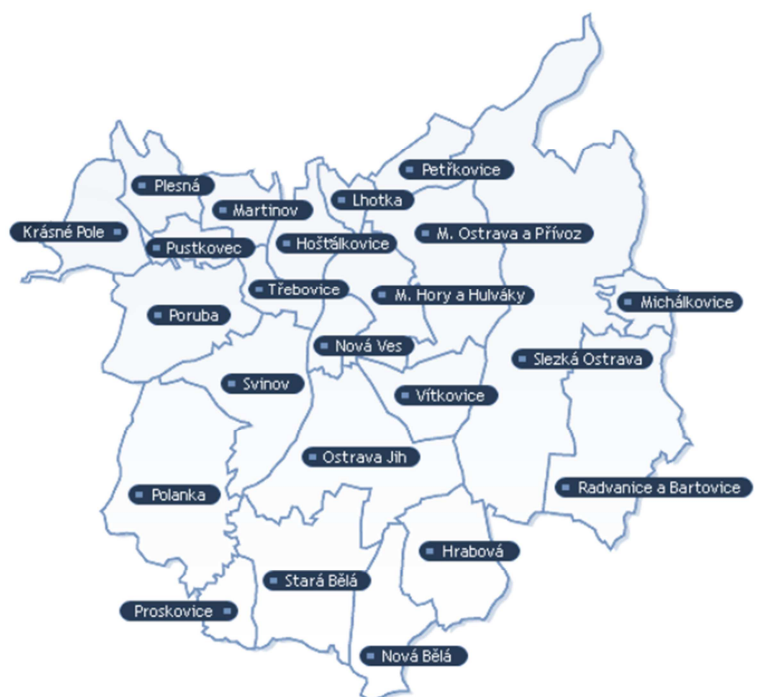 Petřkovice
Plesná
Lhotka
Martinov
Krásné Pole
M. Ostrava a Přívoz
Hošťálkovice
Pustkovec
Třebovice
M. Hory a Hulváky
Michálkovice
Poruba
Nová Ves
Slezká Ostrava
Svinov
Vítkovice
Ostrava Jih
Radvanice a Bartovice
Polanka
Hrabová
Stará Bělá
Proskovice
Nová Bělá